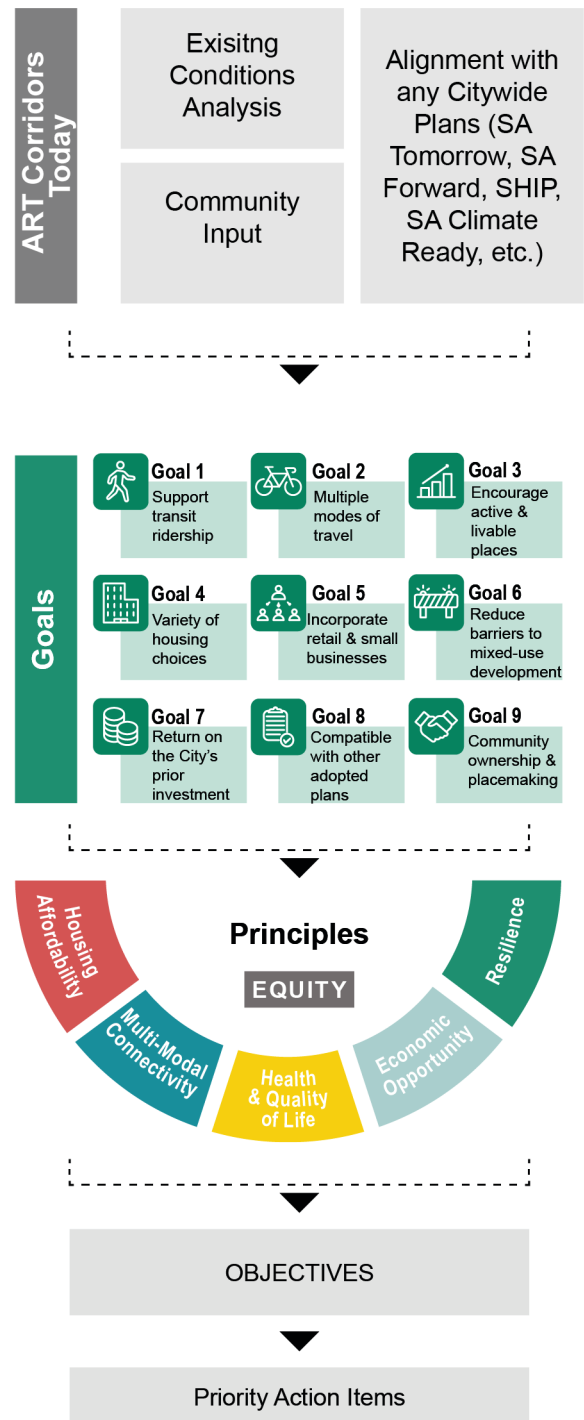 ART Corridors
Today
Exisitng
Conditions
Analysis
Community
Input
Alignment with
any Citywide
Plans (SA
Tomorrow, SA
Forward, SHIP,
SA Climate
Ready, etc.)
Goals
Goal 1
Support
transit
ridership
Goal 2
Multiple
modes of
travel
Goal 3
Encourage
active &
livable
places
Goal 4
Variety of
housing
choices
Goal 5
Incorporate
retail & small
businesses
Goal 6
Reduce
barriers to
mixed-use
development
Goal 7
Return on
the City's
prior
investment
Goal 8
Compatible
with other
adopted
plans
Goal 9
Community
ownership &
placemaking
Principles
EQUITY
Housing
Affordability
Multi-Modal
Connectivity
Health
& Quality
of Life
Economic
Opportunity
Resilience
OBJECTIVES
Priority Action Items